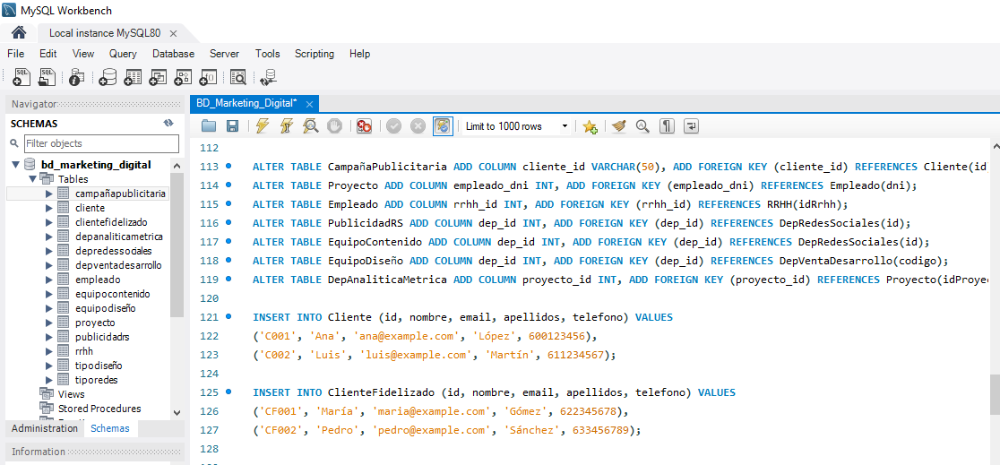 MySQL Workbench
Local instance MySQL80
File Edit View Query Database Server Tools Scripting Help
Navigator
SCHEMAS
Filter objects
bd_marketing_digital
Tables
campañapublicitaria
cliente
clientefidelizado
depanaliticametrica
depredessociales
depventadesarrollo
empleado
equipocontenido
equipodiseño
proyecto
publicidadrs
rrhh
tipodiseño
tiporedes
Views
Stored Procedures
Administration Schemas
Information
BD_Marketing_Digital*
Limit to 1000 rows
112
113 ALTER TABLE CampañaPublicitaria ADD COLUMN cliente_id VARCHAR(50), ADD FOREIGN KEY (cliente_id) REFERENCES Cliente(id
114 ALTER TABLE Proyecto ADD COLUMN empleado_dni INT, ADD FOREIGN KEY (empleado_dni) REFERENCES Empleado(dni);
115 ALTER TABLE Empleado ADD COLUMN rrhh_id INT, ADD FOREIGN KEY (rrhh_id) REFERENCES RRHH(idRrhh);
116 ALTER TABLE PublicidadRS ADD COLUMN dep_id INT, ADD FOREIGN KEY (dep_id) REFERENCES DepRedesSociales(id);
117 ALTER TABLE EquipoContenido ADD COLUMN dep_id INT, ADD FOREIGN KEY (dep_id) REFERENCES DepRedesSociales(id);
118 ALTER TABLE EquipoDiseño ADD COLUMN dep_id INT, ADD FOREIGN KEY (dep_id) REFERENCES DepVentaDesarrollo(codigo);
119 ALTER TABLE DepAnaliticaMetrica ADD COLUMN proyecto_id INT, ADD FOREIGN KEY (proyecto_id) REFERENCES Proyecto(idProyec
120
121 INSERT INTO Cliente (id, nombre, email, apellidos, telefono) VALUES
122 ('C001', 'Ana', 'ana@example.com', 'López', 600123456),
123 ('C002', 'Luis', 'luis@example.com', 'Martín', 611234567);
124
125 INSERT INTO ClienteFidelizado (id, nombre, email, apellidos, telefono) VALUES
126 ('CF001', 'María', 'maria@example.com', 'Gómez', 622345678),
127 ('CF002', 'Pedro', 'pedro@example.com', 'Sánchez', 633456789);
128